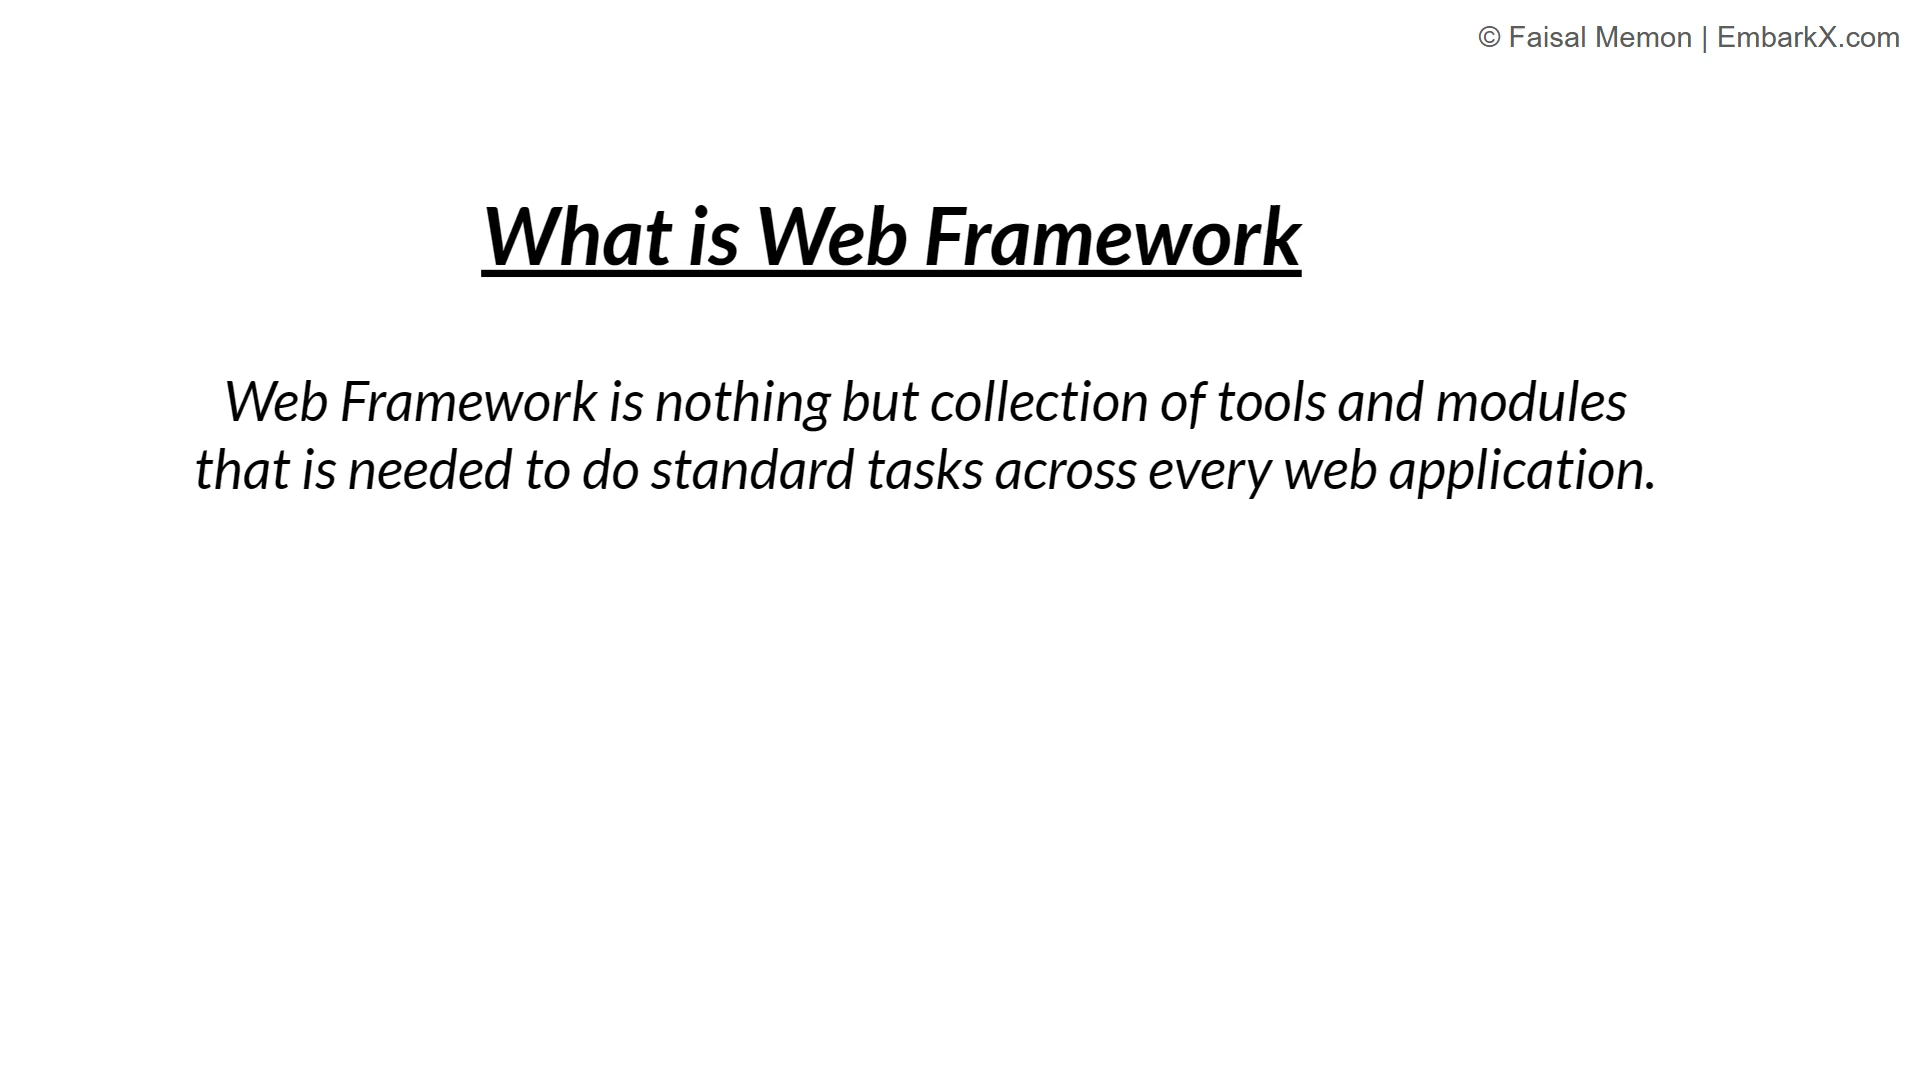 © Faisal Memon | EmbarkX.com
What is Web Framework
Web Framework is nothing but collection of tools and modules
that is needed to do standard tasks across every web application.